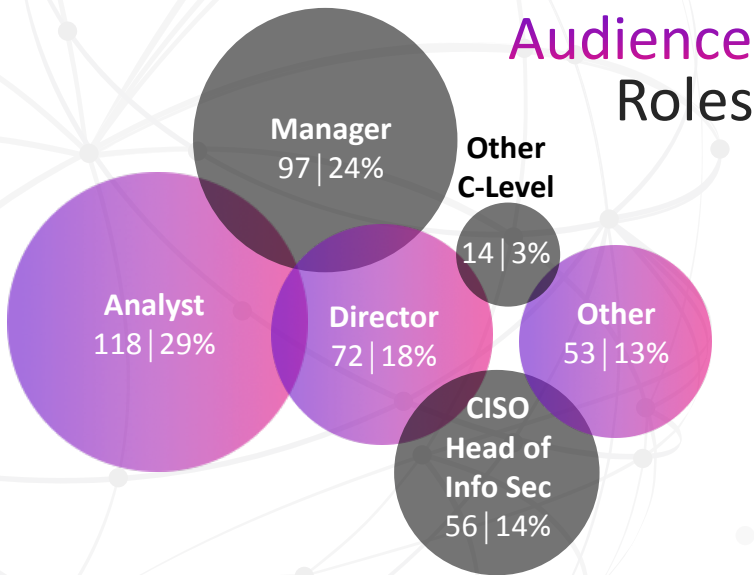 Audience
Roles
Manager
97|24%
Other
C-Level
14|3%
Analyst
118|29%
Director
72|18%
Other
53|13%
CISO
Head of
Info Sec
56|14%